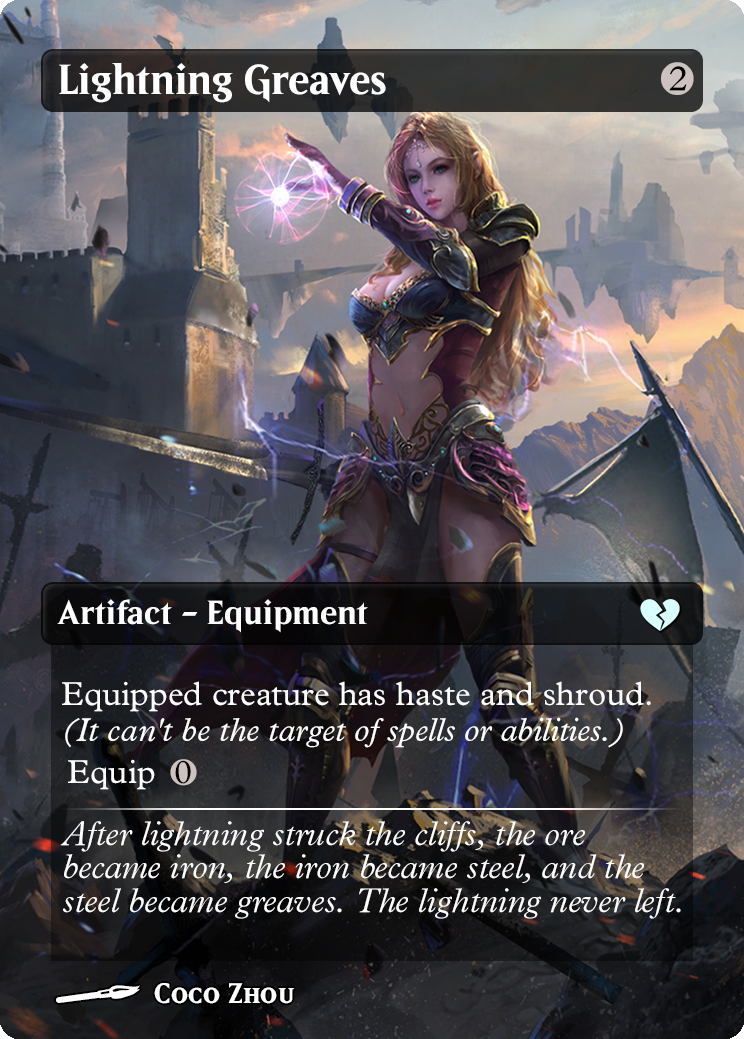 Lightning Greaves 2
Artifact – Equipment
Equipped creature has haste and shroud.
(It can't be the target of spells or abilities.)
Equip 0
After lightning struck the cliffs, the ore
became iron, the iron became steel, and the
steel became greaves. The lightning never left.
Coco Zhou